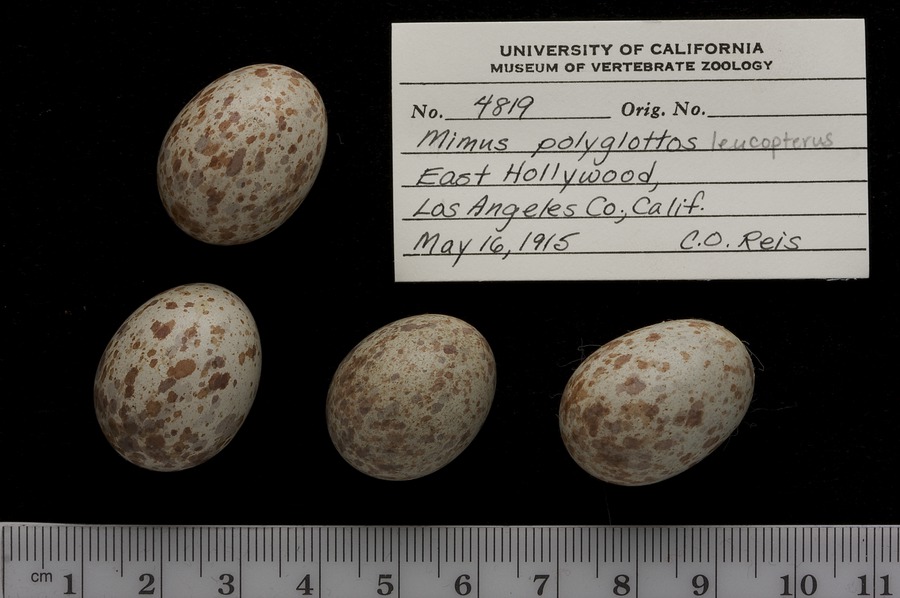 UNIVERSITY OF CALIFORNIA
MUSEUM OF VERTEBRATE ZOOLOGY
No. 4819 Orig. No.
Mimus polyglottos leucopterus
East Hollywood,
Los Angeles Co., Calif.
May 16, 1915 C.O. Reis
cm 1 2 3 4 5 6 7 8 9 10 11